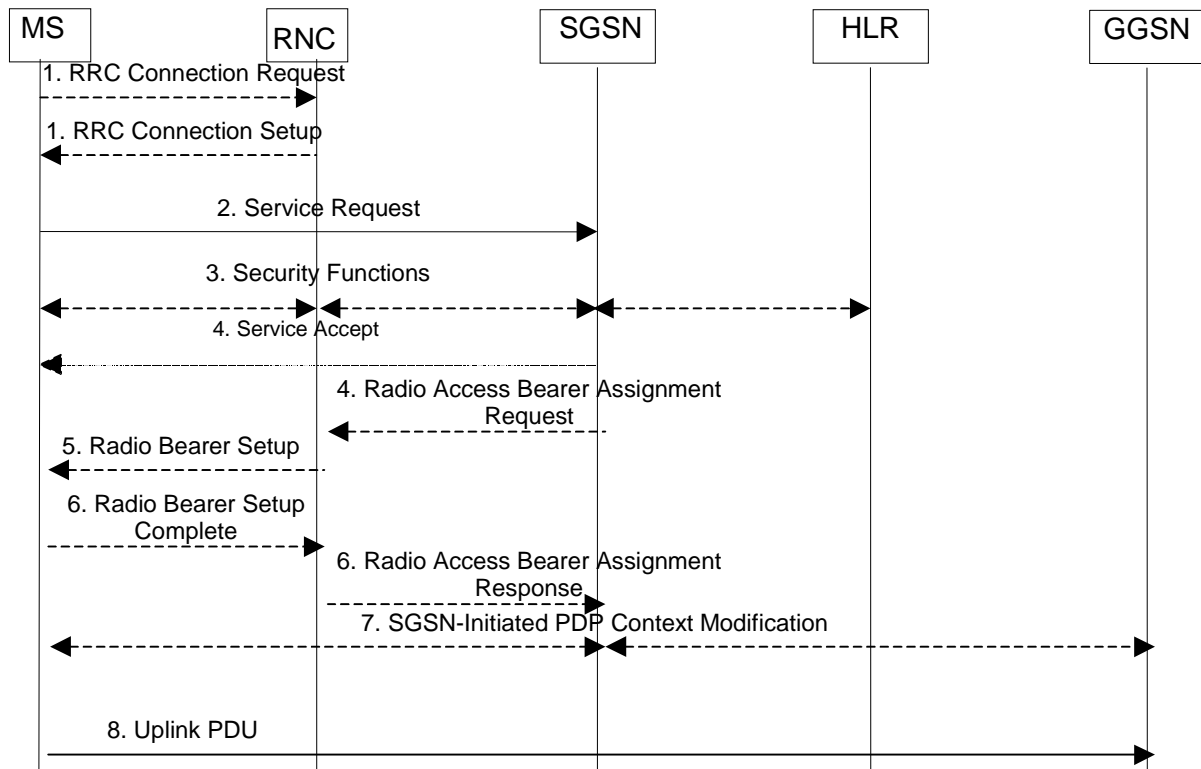 MS
RNC
SGSN
HLR
GGSN
1. RRC Connection Request
1. RRC Connection Setup
2. Service Request
3. Security Functions
4. Service Accept
4. Radio Access Bearer Assignment
Request
5. Radio Bearer Setup
6. Radio Bearer Setup
Complete
6. Radio Access Bearer Assignment
Response
7. SGSN-Initiated PDP Context Modification
8. Uplink PDU